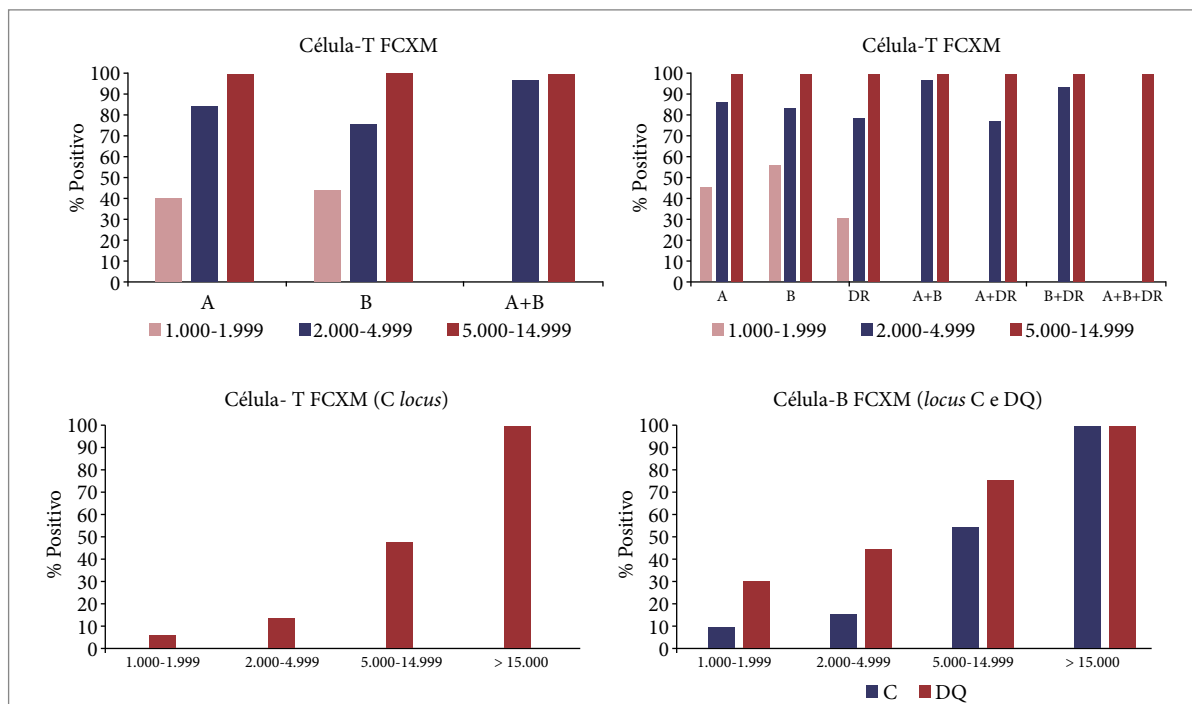 Célula-T FCXM
% Positivo
100
90
80
70
60
50
40
30
20
10
0
A B A+B
1.000-1.999 2.000-4.999 5.000-14.999
Célula-T FCXM
% Positivo
100
90
80
70
60
50
40
30
20
10
0
A B DR A+B A+DR B+DR A+B+DR
1.000-1.999 2.000-4.999 5.000-14.999
Célula- T FCXM (C locus)
% Positivo
100
90
80
70
60
50
40
30
20
10
0
1.000-1.999 2.000-4.999 5.000-14.999 > 15.000
Célula-B FCXM (locus C e DQ)
% Positivo
100
90
80
70
60
50
40
30
20
10
0
1.000-1.999 2.000-4.999 5.000-14.999 > 15.000
C DQ